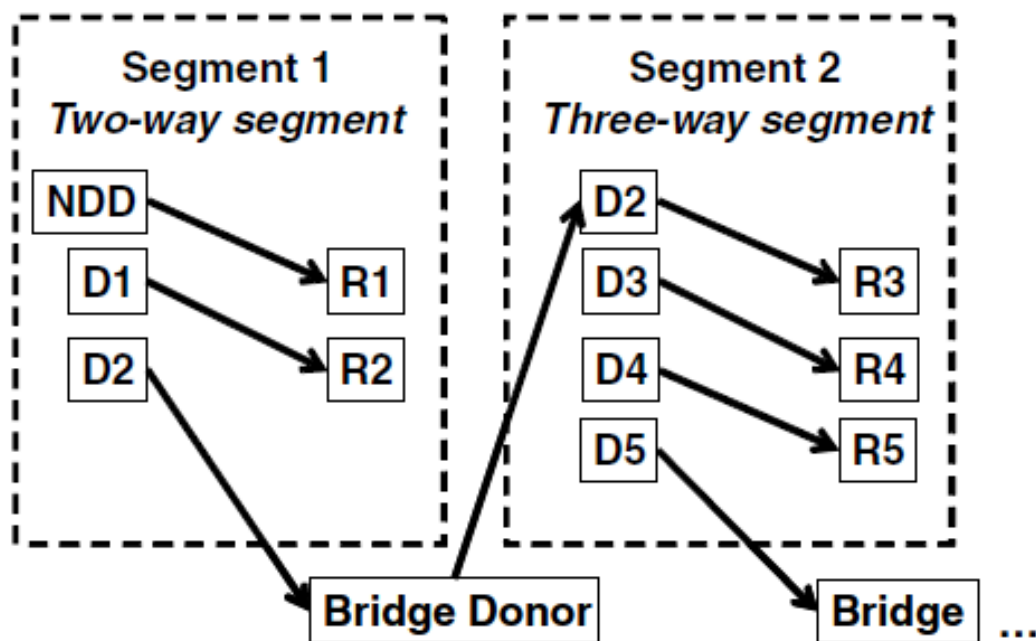 Segment 1
Two-way segment
NDD
D1
R1
D2
R2
Segment 2
Three-way segment
D2
D3
R3
D4
R4
D5
R5
Bridge Donor
Bridge ...